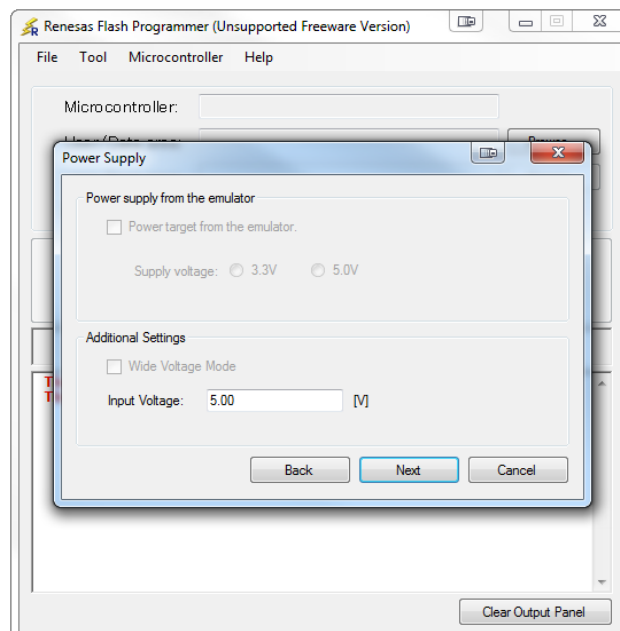 Renesas Flash Programmer (Unsupported Freeware Version)
File Tool Microcontroller Help
Microcontroller:
Power Supply
Power supply from the emulator
Power target from the emulator.
Supply voltage: 3.3V 5.0V
Additional Settings
Wide Voltage Mode
Input Voltage: 5.00 [V]
Back Next Cancel
Clear Output Panel